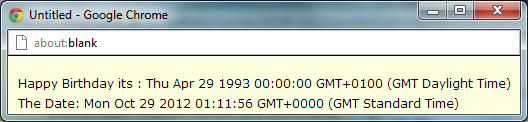 Untitled - Google Chrome
about:blank
Happy Birthday its : Thu Apr 29 1993 00:00:00 GMT+0100 (GMT Daylight Time)
The Date: Mon Oct 29 2012 01:11:56 GMT+0000 (GMT Standard Time)